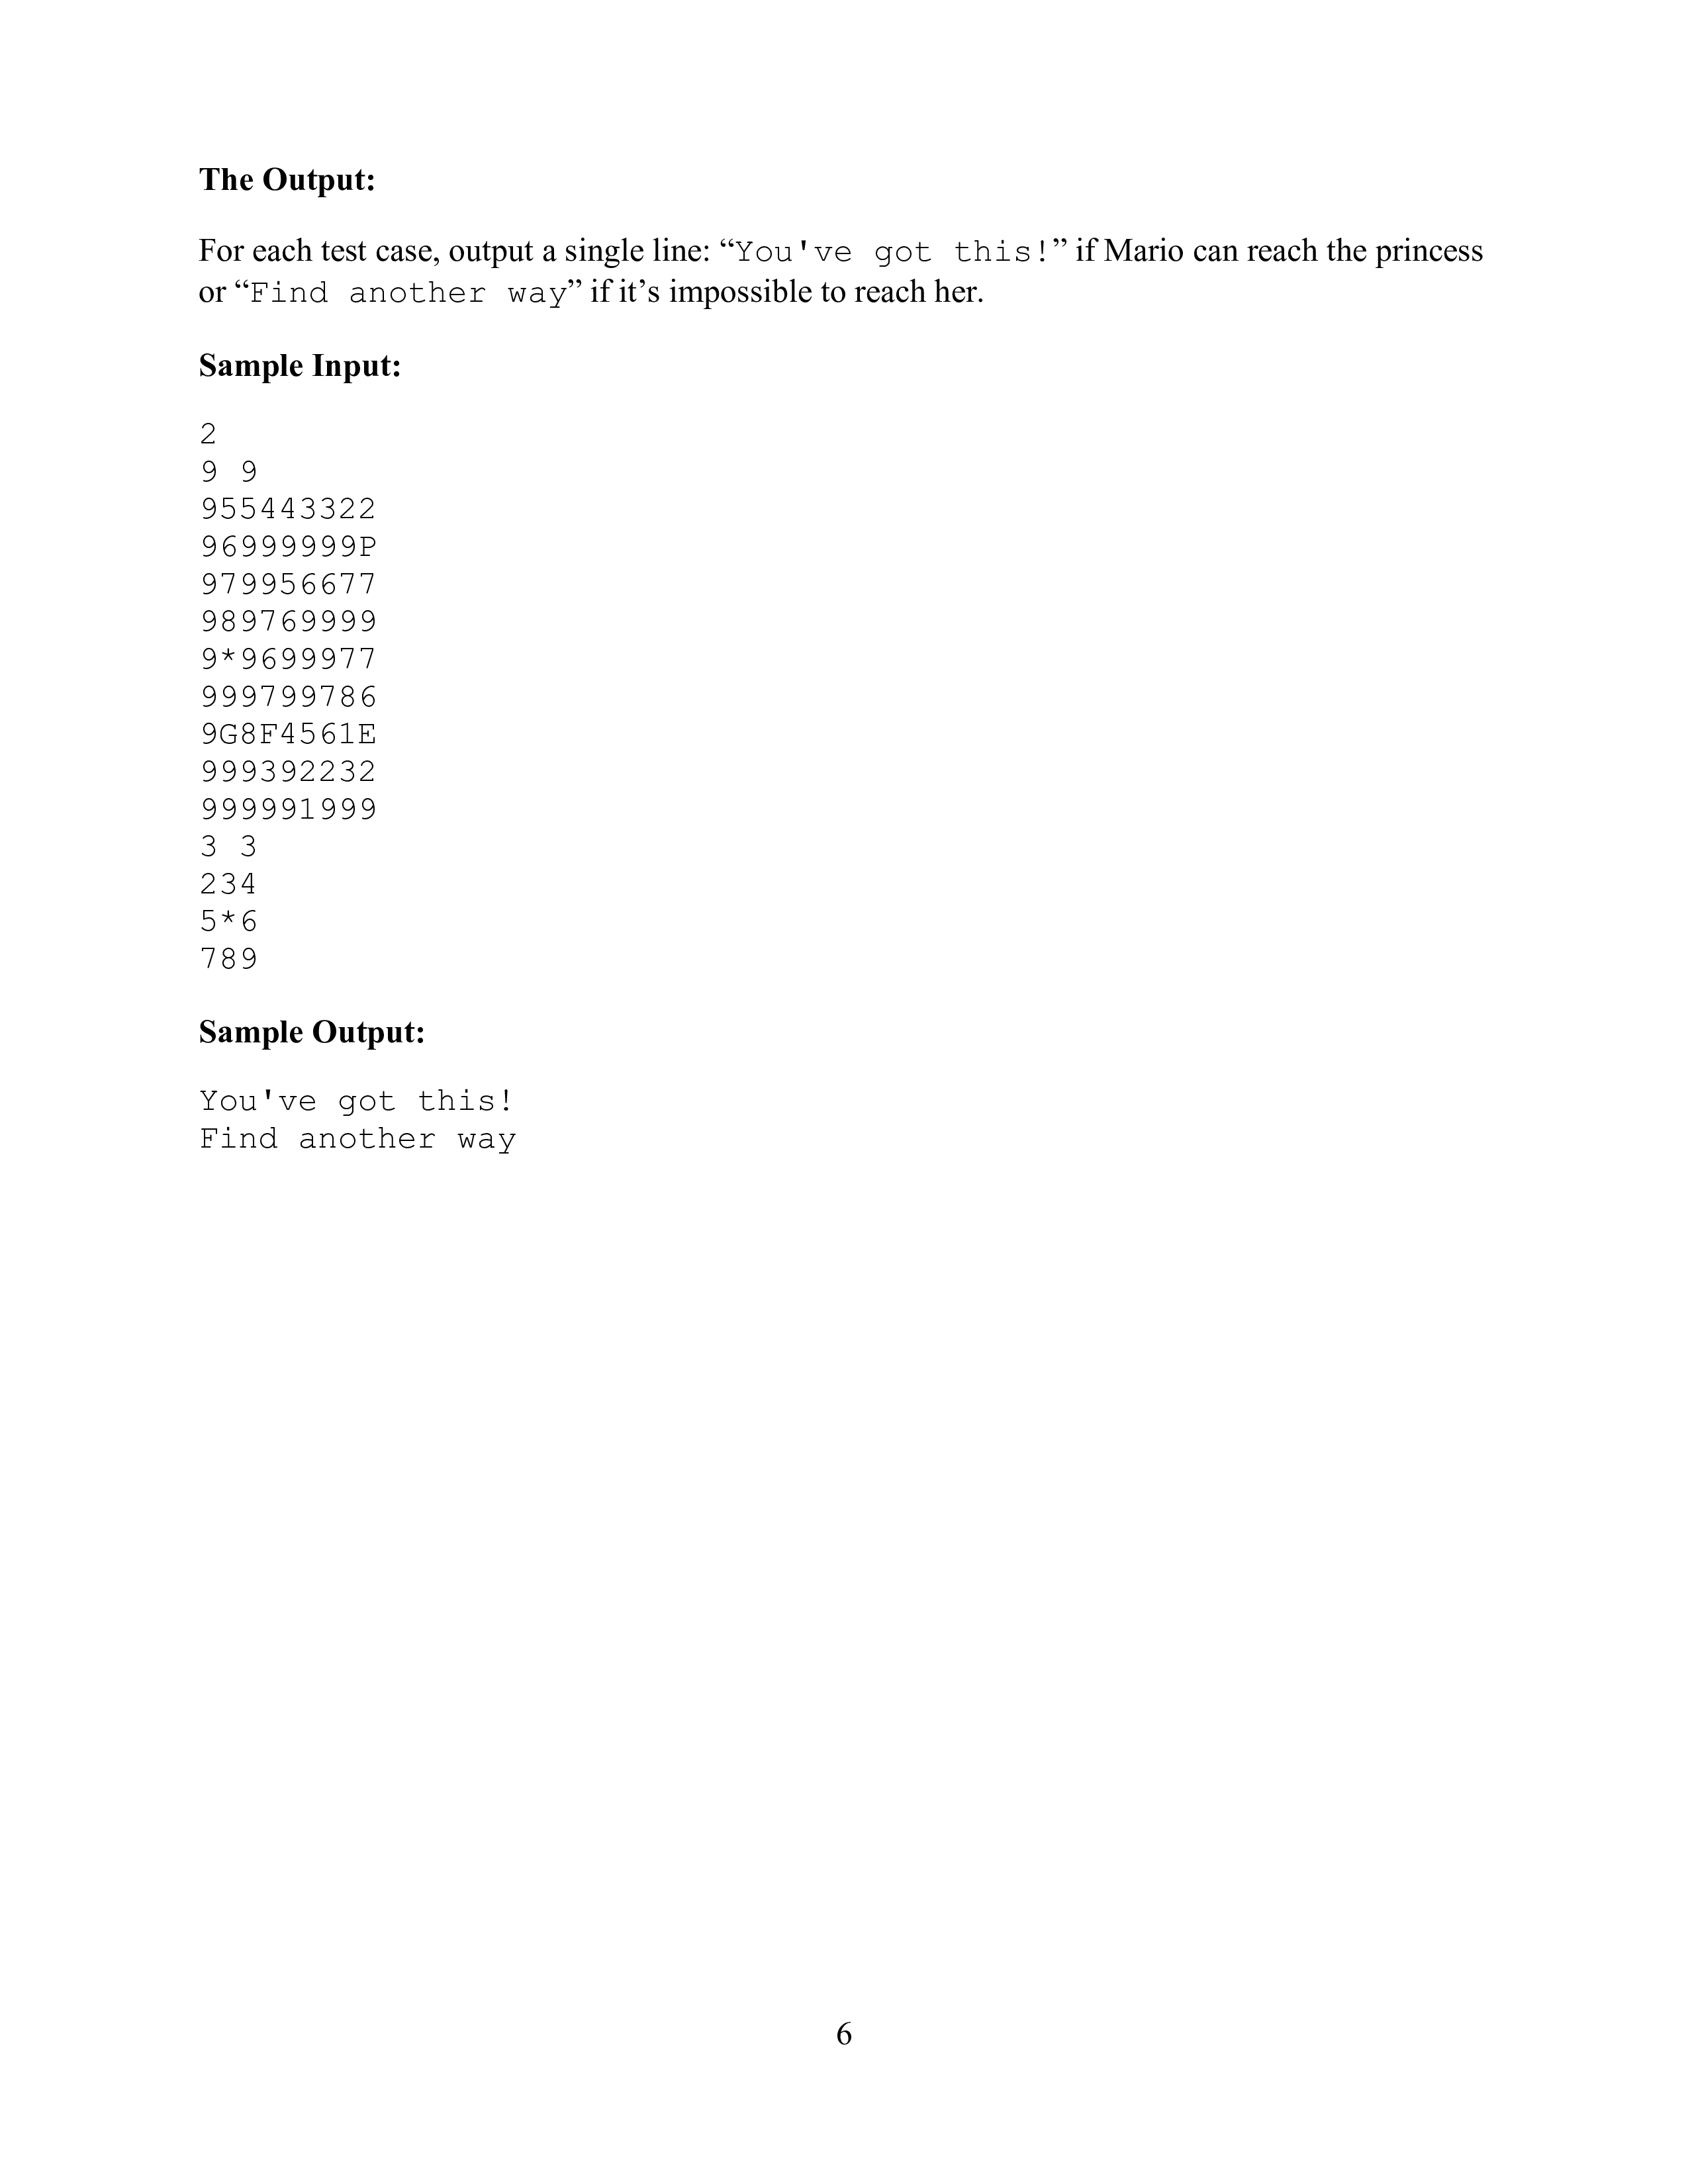 The Output:
For each test case, output a single line: “You've got this!” if Mario can reach the princess
or “Find another way” if it’s impossible to reach her.
Sample Input:
2
9 9
955443322
96999999P
979956677
989769999
9*9699977
999799786
9G8F4561E
999392232
999991999
3 3
234
5*6
789
Sample Output:
You've got this!
Find another way
6